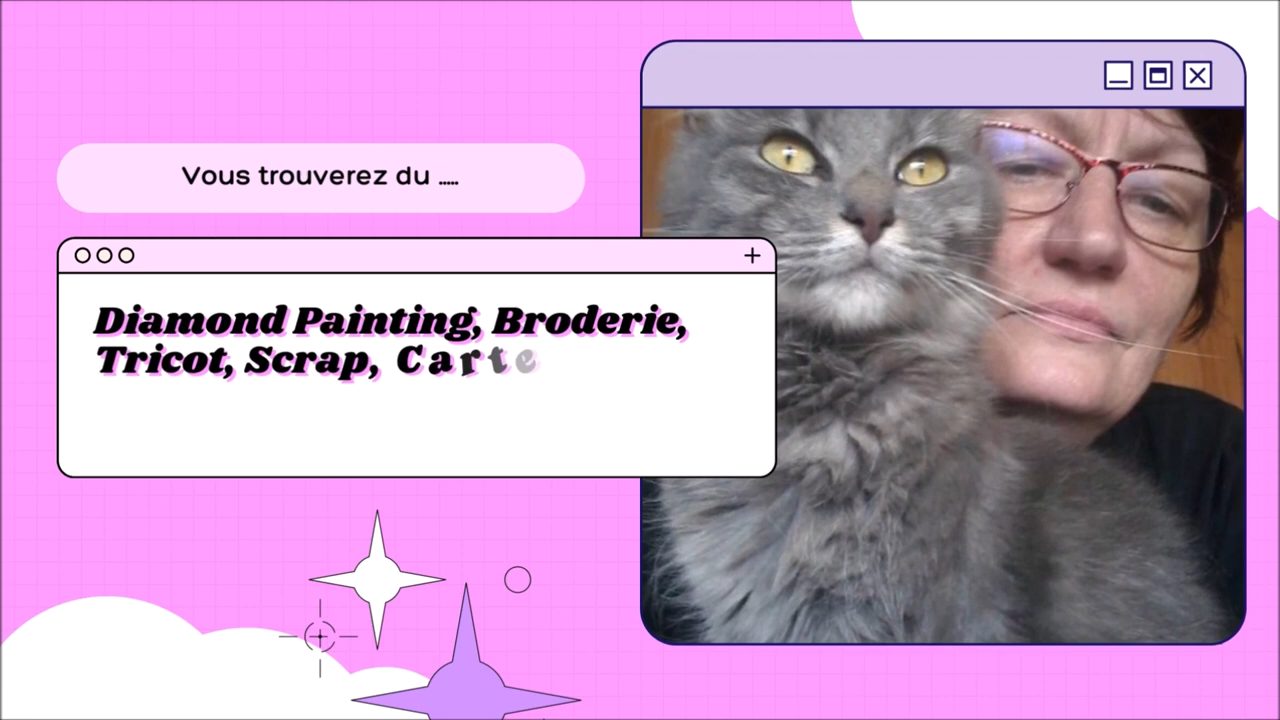 Vous trouverez du .....
Diamond Painting, Broderie,
Tricot, Scrap, Carte